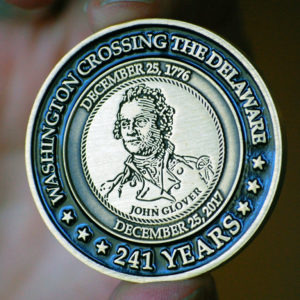 WASHINGTON CROSSING THE DELAWARE
DECEMBER 25, 1776
JOHN GLOVER
DECEMBER 25, 2017
241 YEARS